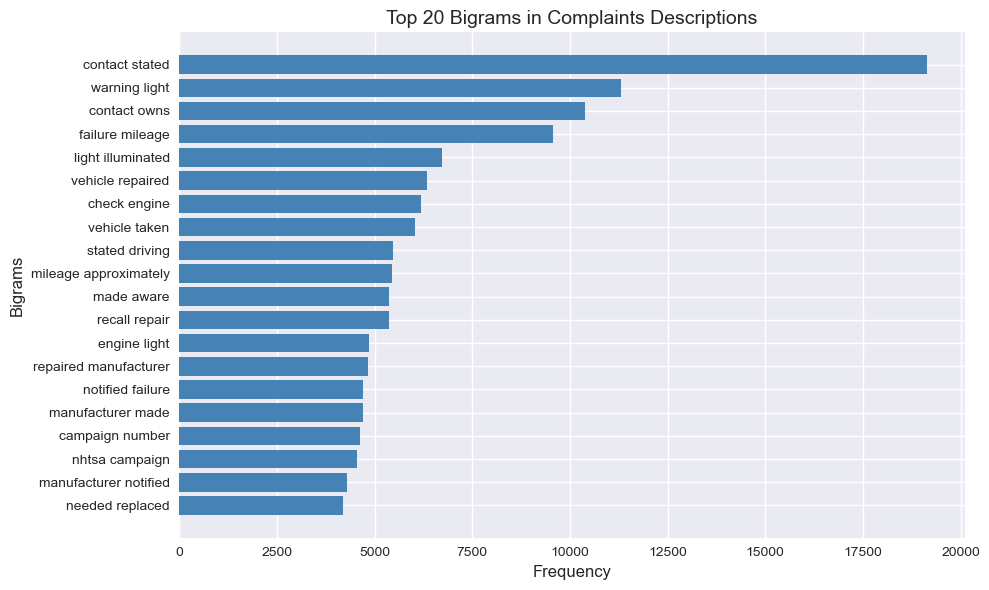 Top 20 Bigrams in Complaints Descriptions
Bigrams
contact stated
warning light
contact owns
failure mileage
light illuminated
vehicle repaired
check engine
vehicle taken
stated driving
mileage approximately
made aware
recall repair
engine light
repaired manufacturer
notified failure
manufacturer made
campaign number
nhtsa campaign
manufacturer notified
needed replaced
0 2500 5000 7500 10000 12500 15000 17500 20000
Frequency